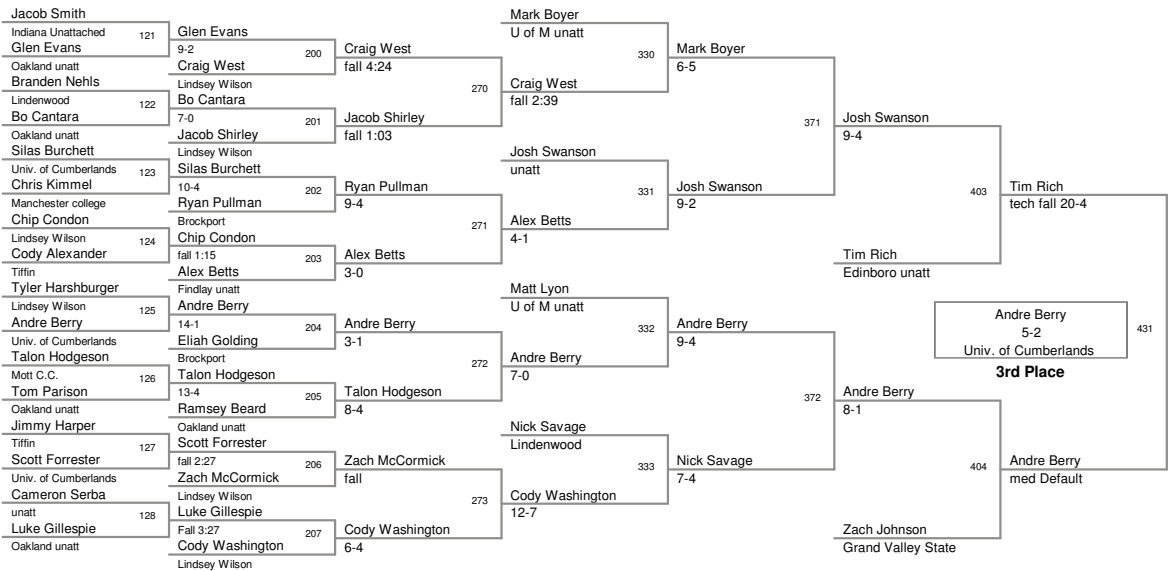 Jacob Smith
Indiana Unattached
121
Glen Evans
Oakland unatt
Branden Nehls
Lindenwood
122
Bo Cantara
Oakland unatt
Silas Burchett
Univ. of Cumberlands
123
Chris Kimmel
Manchester college
Chip Condon
Lindsey Wilson
124
Cody Alexander
Tiffin
Tyler Harshburger
Lindsey Wilson
125
Andre Berry
Univ. of Cumberlands
Talon Hodgeson
Mott C.C.
126
Tom Parison
Oakland unatt
Jimmy Harper
Tiffin
127
Scott Forrester
Univ. of Cumberlands
Cameron Serba
unatt
128
Luke Gillespie
Oakland unatt
Glen Evans
9-2
200
Craig West
Lindsey Wilson
Bo Cantara
7-0
201
Jacob Shirley
Lindsey Wilson
Silas Burchett
10-4
202
Ryan Pullman
Brockport
Chip Condon
fall 1:15
203
Alex Betts
Findlay unatt
Andre Berry
14-1
204
Eliah Golding
Brockport
Talon Hodgeson
13-4
205
Ramsey Beard
Oakland unatt
Scott Forrester
fall 2:27
206
Zach McCormick
Lindsey Wilson
Luke Gillespie
Fall 3:27
207
Cody Washington
Lindsey Wilson
Craig West
fall 4:24
270
Jacob Shirley
fall 1:03
Ryan Pullman
9-4
271
Alex Betts
3-0
Andre Berry
3-1
272
Talon Hodgeson
8-4
Zach McCormick
fall
273
Cody Washington
6-4
Mark Boyer
U of M unatt
330
Craig West
fall 2:39
Josh Swanson
unatt
331
Alex Betts
4-1
Matt Lyon
U of M unatt
332
Andre Berry
7-0
Nick Savage
Lindenwood
333
Cody Washington
12-7
Mark Boyer
6-5
371
Josh Swanson
9-2
Andre Berry
9-4
372
Nick Savage
7-4
Josh Swanson
9-4
403
Tim Rich
Edinboro unatt
Andre Berry
8-1
404
Zach Johnson
Grand Valley State
Tim Rich
tech fall 20-4
Andre Berry
5-2
Univ. of Cumberlands
431
3rd Place
Andre Berry
med Default